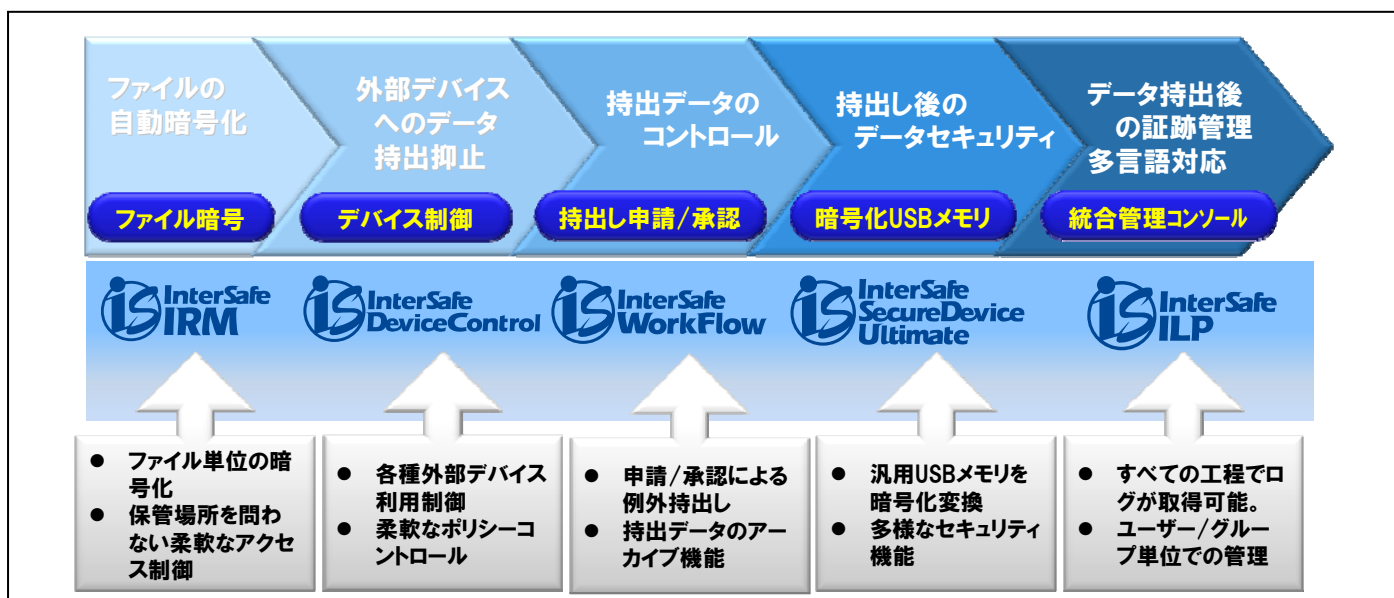 ファイルの
自動暗号化
外部デバイス
へのデータ
持出抑止
持出データの
コントロール
持出し後の
データセキュリティ
データ持出後
の証跡管理
多言語対応
ファイル暗号
デバイス制御
持出し申請/承認
暗号化USBメモリ
統合管理コンソール
iS InterSafe
IRM
iS InterSafe
DeviceControl
iS InterSafe
WorkFlow
iS InterSafe
SecureDevice
Ultimate
iS InterSafe
ILP
● ファイル単位の暗
号化
● 保管場所を問わ
ない柔軟なアクセ
ス制御
● 各種外部デバイス
利用制御
● 柔軟なポリシーコ
ントロール
● 申請/承認による
例外持出し
● 持出データのアー
カイブ機能
● 汎用USBメモリを
暗号化変換
● 多様なセキュリティ
機能
● すべての工程でロ
グが取得可能。
● ユーザー/グルー
プ単位での管理